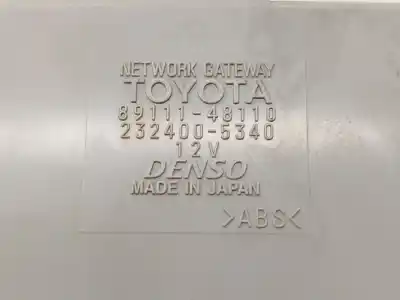 NETWORK GATEWAY
TOYOTA
89111-48110
232400-5340
12V
DENSO
MADE IN JAPAN
>ABS<